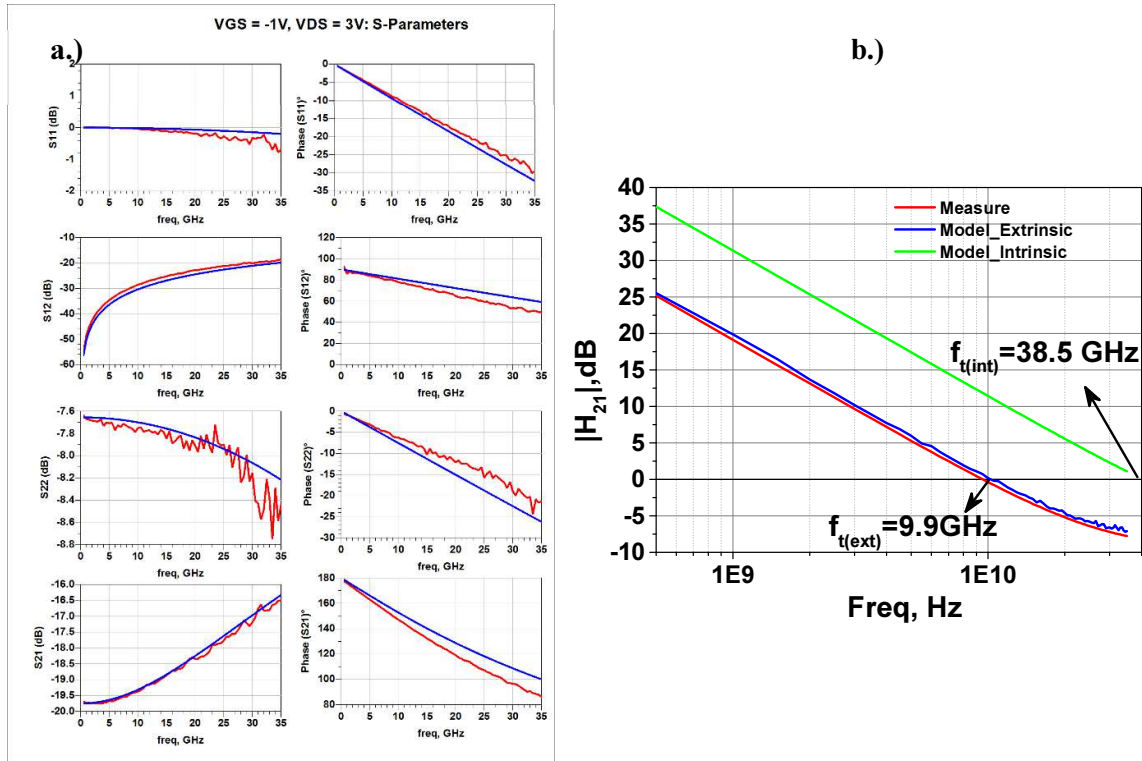 VGS = -1V, VDS = 3V: S-Parameters
a.)
S11 (dB)
2
1
0
-1
-2
0 5 10 15 20 25 30 35
freq, GHz
Phase (S11)°
0
-5
-10
-15
-20
-25
-30
-35
0 5 10 15 20 25 30 35
freq, GHz
S12 (dB)
-10
-20
-30
-40
-50
-60
0 5 10 15 20 25 30 35
freq, GHz
Phase (S12)°
120
100
80
60
40
20
0
0 5 10 15 20 25 30 35
freq, GHz
S22 (dB)
-7.6
-7.8
-8.0
-8.2
-8.4
-8.6
-8.8
0 5 10 15 20 25 30 35
freq, GHz
Phase (S22)°
0
-5
-10
-15
-20
-25
-30
0 5 10 15 20 25 30 35
freq, GHz
S21 (dB)
-16.0
-16.5
-17.0
-17.5
-18.0
-18.5
-19.0
-19.5
-20.0
0 5 10 15 20 25 30 35
freq, GHz
Phase (S21)°
180
160
140
120
100
80
0 5 10 15 20 25 30 35
freq, GHz
b.)
|H21|,dB
40
35
30
25
20
15
10
5
0
-5
-10
Measure
Model_Extrinsic
Model_Intrinsic
ft(int)=38.5 GHz
ft(ext)=9.9GHz
1E9 1E10
Freq, Hz